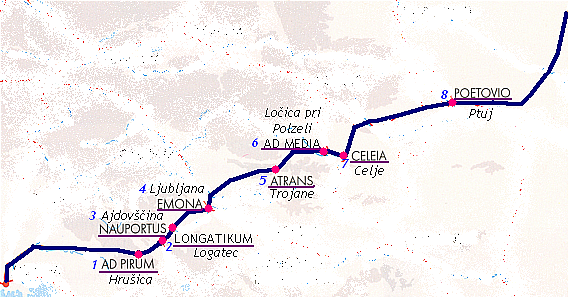 8 POETOVIO
Ptuj
Ločica pri
Polzeli
6 AD MEDIA
7 CELEIA
Celje
5 ATRANS
Trojane
4 Ljubljana
EMONA
3 Ajdovščina
NAUPORTUS
2 LONGATIKUM
Logatec
1 AD PIRUM
Hrušica